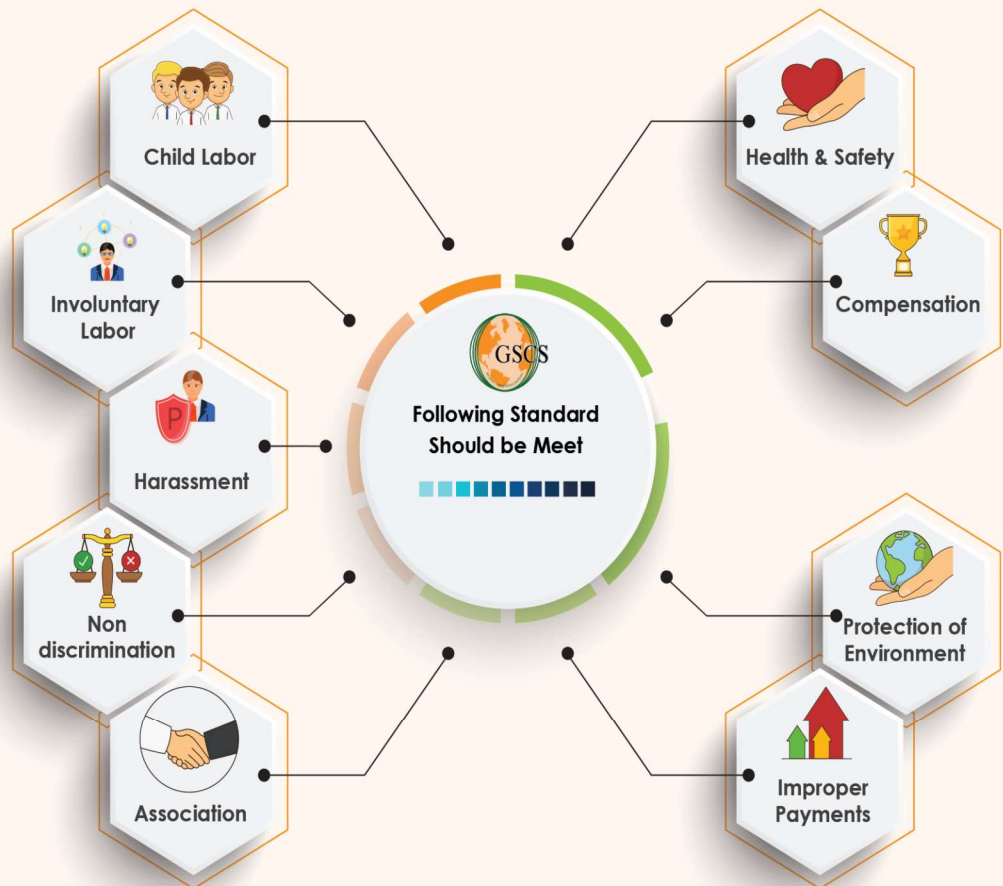 Child Labor
Involuntary
Labor
Harassment
P
Non
discrimination
Association
GSCS
Following Standard
Should be Meet
Health & Safety
Compensation
Protection of
Environment
Improper
Payments